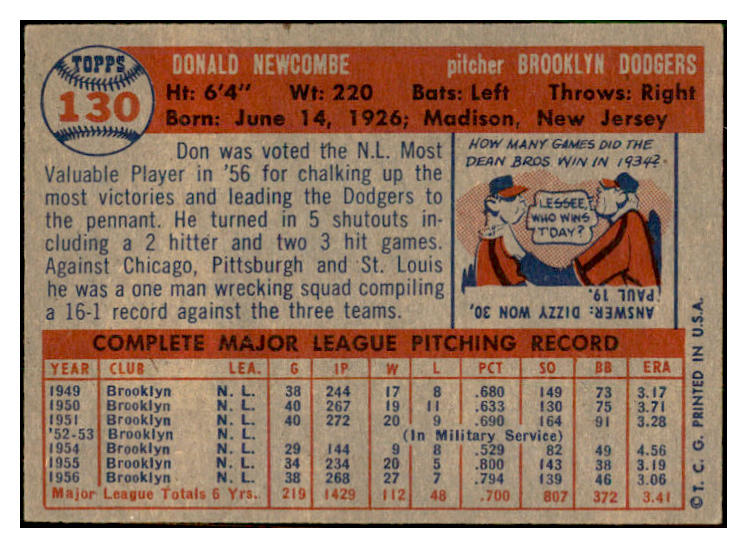 TOPPS
130
DONALD NEWCOMBE pitcher BROOKLYN DODGERS
Ht: 6'4" Wt: 220 Bats: Left Throws: Right
Born: June 14, 1926; Madison, New Jersey
Don was voted the N.L. Most
Valuable Player in '56 for chalking up the
most victories and leading the Dodgers to
the pennant. He turned in 5 shutouts in-
cluding a 2 hitter and two 3 hit games.
Against Chicago, Pittsburgh and St. Louis
he was a one man wrecking squad compiling
a 16-1 record against the three teams.
HOW MANY GAMES DID THE
DEAN BROS WIN IN 1934?
LESSEE,
WHO WINS
T'DAY?
ANSWER: DIZZY WON 30,
PAUL 19.
COMPLETE MAJOR LEAGUE PITCHING RECORD
YEAR CLUB LEA. G IP W L PCT SO BB ERA
1949 Brooklyn N. L. 38 244 17 8 .680 149 73 3.17
1950 Brooklyn N. L. 40 267 19 11 .633 130 75 3.71
1951 Brooklyn N. L. 40 272 20 9 .690 164 91 3.28
'52-53 Brooklyn N. L. (In Military Service)
1954 Brooklyn N. L. 29 144 9 8 .529 82 49 4.56
1955 Brooklyn N. L. 34 234 20 5 .800 143 38 3.19
1956 Brooklyn N. L. 38 268 27 7 .794 139 46 3.06
Major League Totals 6 Yrs.. 219 1429 112 48 .700 807 372 3.41
© T. C. G. PRINTED IN U.S.A.